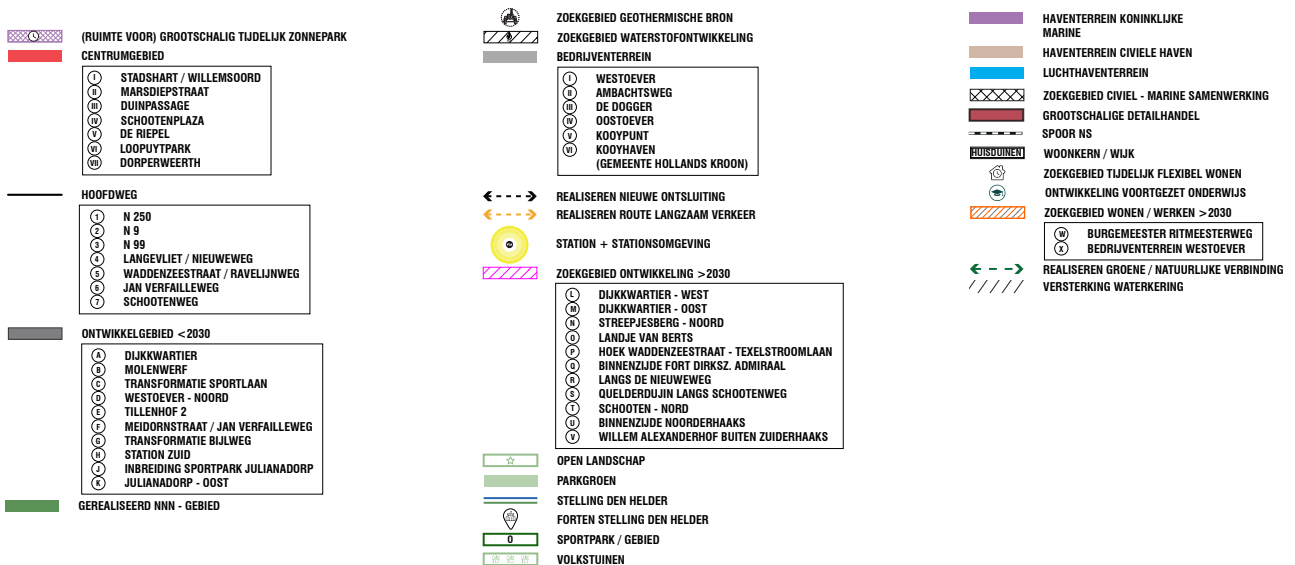 (RUIMTE VOOR) GROOTSCHALIG TIJDELIJK ZONNEPARK
CENTRUMGEBIED
I STADSHART / WILLEMSOORD
II MARSDIEPSTRAAT
III DUINPASSAGE
IV SCHOOTENPLAZA
V DE RIEPEL
VI LOOPUYTPARK
VII DORPERWEERTH
HOOFDWEG
1 N 250
2 N 9
3 N 99
4 LANGEVLIET / NIEUWEWEG
5 WADDENZEESTRAAT / RAVELIJNWEG
6 JAN VERFAILLEWEG
7 SCHOOTENWEG
ONTWIKKELGEBIED <2030
A DIJKKWARTIER
B MOLENWERF
C TRANSFORMATIE SPORTLAAN
D WESTOEVER - NOORD
E TILLENHOF 2
F MEIDORNSTRAAT / JAN VERFAILLEWEG
G TRANSFORMATIE BIJLWEG
H STATION ZUID
J INBREIDING SPORTPARK JULIANADORP
K JULIANADORP - OOST
GEREALISEERD NNN - GEBIED
ZOEKGEBIED GEOTHERMISCHE BRON
ZOEKGEBIED WATERSTOFONTWIKKELING
BEDRIJVENTERREIN
I WESTOEVER
II AMBACHTSWEG
III DE DOGGER
IV OOSTOEVER
V KOOYPUNT
VI KOOYHAVEN
(GEMEENTE HOLLANDS KROON)
REALISEREN NIEUWE ONTSLUITING
REALISEREN ROUTE LANGZAAM VERKEER
STATION + STATIONSOMGEVING
ZOEKGEBIED ONTWIKKELING >2030
L DIJKKWARTIER - WEST
M DIJKKWARTIER - OOST
N STREEPJESBERG - NOORD
O LANDJE VAN BERTS
P HOEK WADDENZEESTRAAT - TEXELSTROOMLAAN
Q BINNENZIJDE FORT DIRKSZ. ADMIRAAL
R LANGS DE NIEUWEWEG
S QUELDERDUJIN LANGS SCHOOTENWEG
T SCHOOTEN - NORD
U BINNENZIJDE NOORDERHAAKS
V WILLEM ALEXANDERHOF BUITEN ZUIDERHAAKS
OPEN LANDSCHAP
PARKGROEN
STELLING DEN HELDER
FORTEN STELLING DEN HELDER
0 SPORTPARK / GEBIED
VOLKSTUINEN
HAVENTERREIN KONINKLIJKE
MARINE
HAVENTERREIN CIVIELE HAVEN
LUCHTHAVENTERREIN
ZOEKGEBIED CIVIEL - MARINE SAMENWERKING
GROOTSCHALIGE DETAILHANDEL
SPOOR NS
HUISDUINEN WOONKERN / WIJK
ZOEKGEBIED TIJDELIJK FLEXIBEL WONEN
ONTWIKKELING VOORTGEZET ONDERWIJS
ZOEKGEBIED WONEN / WERKEN >2030
W BURGEMEESTER RITMEESTERWEG
X BEDRIJVENTERREIN WESTOEVER
REALISEREN GROENE / NATUURLIJKE VERBINDING
VERSTERKING WATERKERING